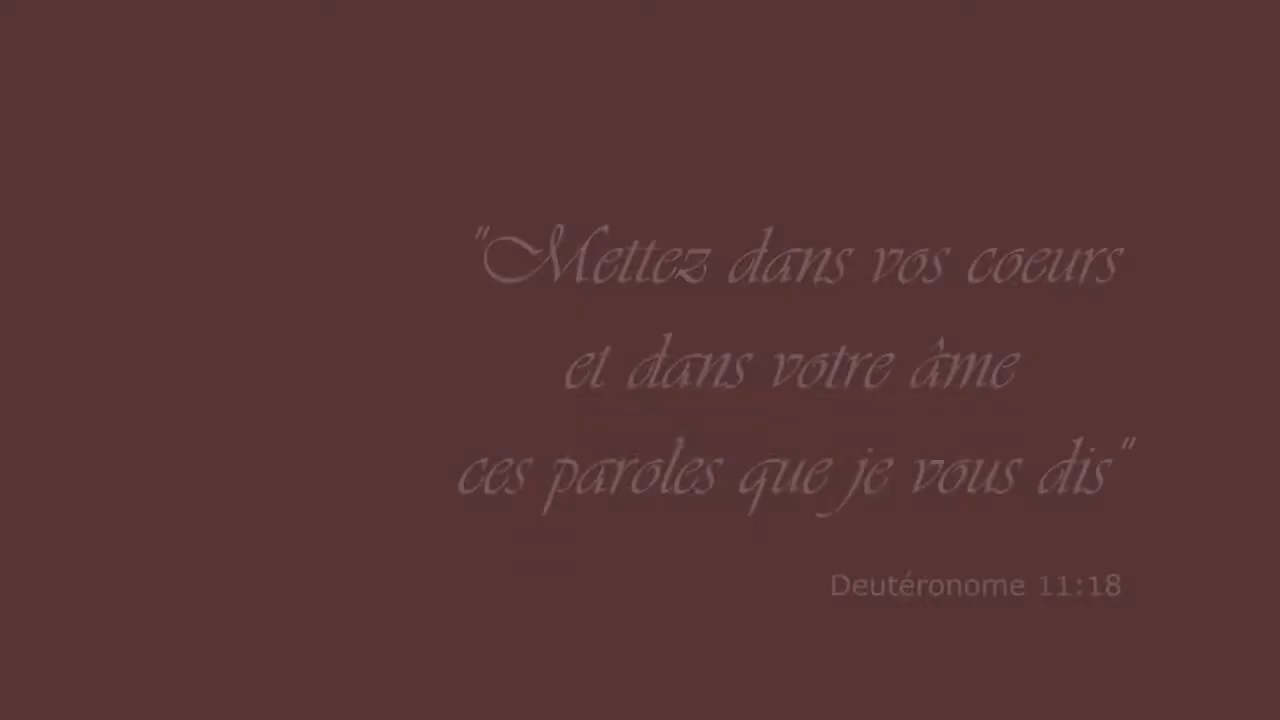 "Mettez dans vos coeurs
et dans votre âme
ces paroles que je vous dis"
Deutéronome 11:18